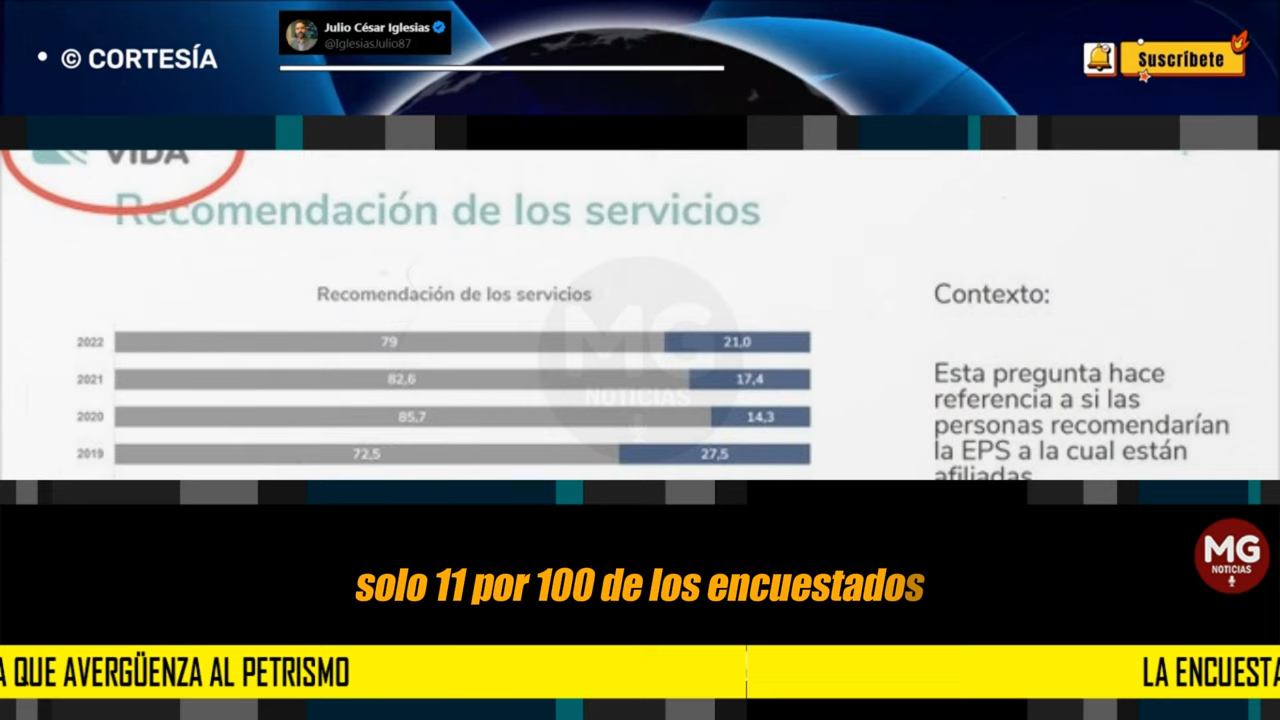 • © CORTESÍA
Julio César Iglesias
@IglesiasJulio87
Suscríbete
VIDA
Recomendación de los servicios
Recomendación de los servicios
2022 79 21,0
2021 82,6 17,4
2020 85,7 14,3
2019 72,5 27,5
Contexto:
Esta pregunta hace
referencia a si las
personas recomendarían
la EPS a la cual están
afiliadas
MG
NOTICIAS
solo 11 por 100 de los encuestados
MG
NOTICIAS
A QUE AVERGÜENZA AL PETRISMO
LA ENCUESTA